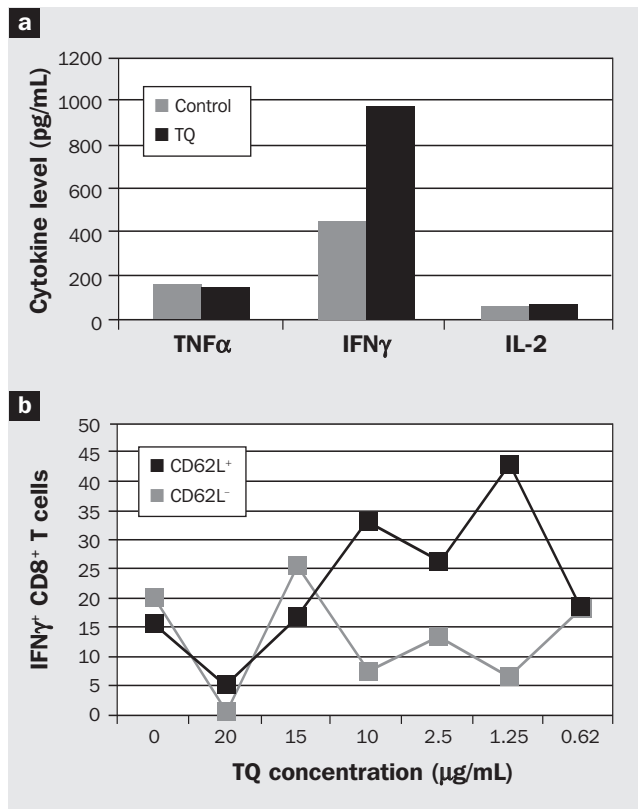 a
Cytokine level (pg/mL)
1200
1000
800
600
400
200
0
Control
TQ
TNFα
IFNγ
IL-2
b
IFNγ⁺ CD8⁺ T cells
50
45
40
35
30
25
20
15
10
5
0
CD62L⁺
CD62L⁻
0 20 15 10 2.5 1.25 0.62
TQ concentration (μg/mL)